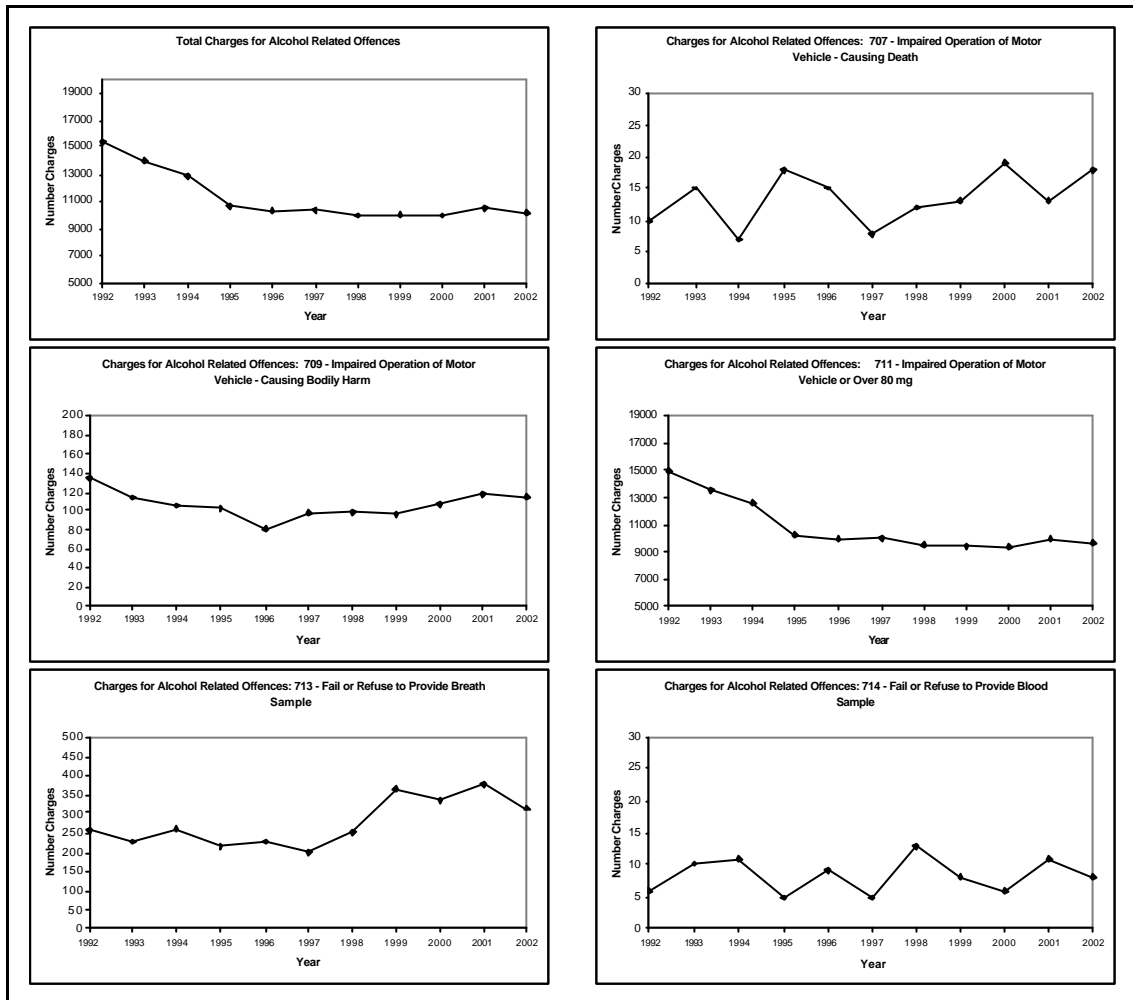 Total Charges for Alcohol Related Offences
19000
17000
15000
13000
11000
9000
7000
5000
Number Charges
1992 1993 1994 1995 1996 1997 1998 1999 2000 2001 2002
Year
Charges for Alcohol Related Offences: 707 - Impaired Operation of Motor
Vehicle - Causing Death
30
25
20
15
10
5
0
Number Charges
1992 1993 1994 1995 1996 1997 1998 1999 2000 2001 2002
Year
Charges for Alcohol Related Offences: 709 - Impaired Operation of Motor
Vehicle - Causing Bodily Harm
200
180
160
140
120
100
80
60
40
20
0
Number Charges
1992 1993 1994 1995 1996 1997 1998 1999 2000 2001 2002
Year
Charges for Alcohol Related Offences: 711 - Impaired Operation of Motor
Vehicle or Over 80 mg
19000
17000
15000
13000
11000
9000
7000
5000
Number Charges
1992 1993 1994 1995 1996 1997 1998 1999 2000 2001 2002
Year
Charges for Alcohol Related Offences: 713 - Fail or Refuse to Provide Breath
Sample
500
450
400
350
300
250
200
150
100
50
0
Number Charges
1992 1993 1994 1995 1996 1997 1998 1999 2000 2001 2002
Year
Charges for Alcohol Related Offences: 714 - Fail or Refuse to Provide Blood
Sample
30
25
20
15
10
5
0
Number Charges
1992 1993 1994 1995 1996 1997 1998 1999 2000 2001 2002
Year